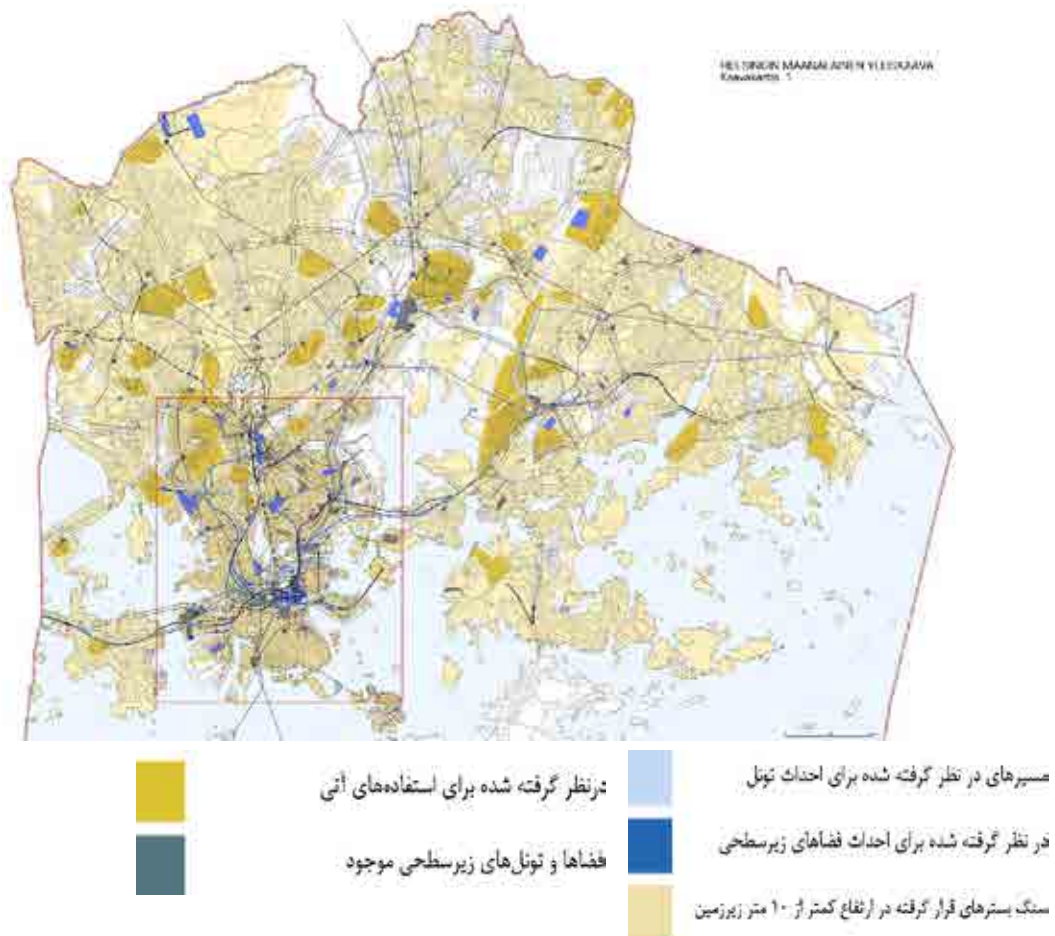 HELSINGIN MAANALAINEN YLEISKAAVA
Kaavakartta 1
مسیرهای در نظر گرفته شده برای احداث تونل
در نظر گرفته شده برای احداث فضاهای زیرسطحی
سنگ بسترهای قرار گرفته در ارتفاع کمتر از ۱۰ متر زیرزمین
درنظر گرفته شده برای استفاده‌های آتی
فضاها و تونل‌های زیرسطحی موجود